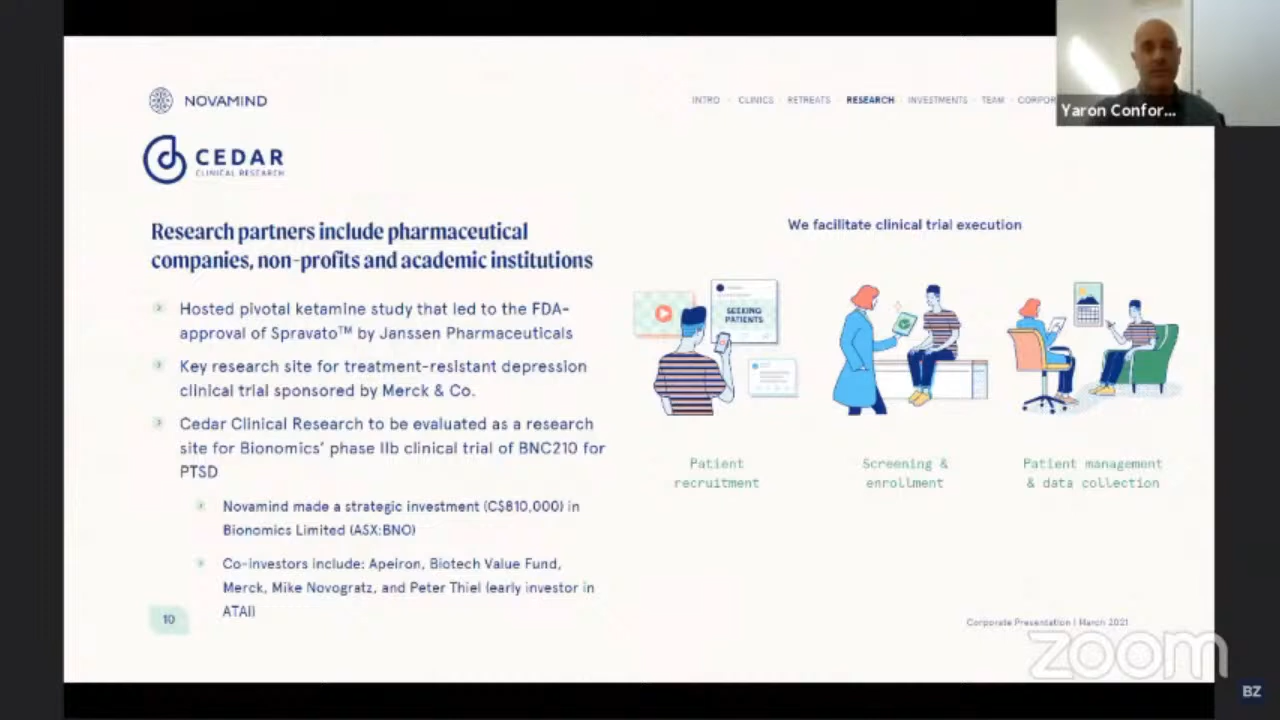 NOVAMIND
INTRO · CLINICS · RETREATS · RESEARCH · INVESTMENTS · TEAM ·
Yaron Confor...
CEDAR
CLINICAL RESEARCH
Research partners include pharmaceutical
companies, non-profits and academic institutions
Hosted pivotal ketamine study that led to the FDA-
approval of Spravato™ by Janssen Pharmaceuticals
Key research site for treatment-resistant depression
clinical trial sponsored by Merck & Co.
Cedar Clinical Research to be evaluated as a research
site for Bionomics' phase IIb clinical trial of BNC210 for
PTSD
Novamind made a strategic investment (C$810,000) in
Bionomics Limited (ASX:BNO)
Co-investors include: Apeiron, Biotech Value Fund,
Merck, Mike Novogratz, and Peter Thiel (early investor in
ATAI)
We facilitate clinical trial execution
SEEKING
PATIENTS
Patient
recruitment
Screening &
enrollment
Patient management
& data collection
10
Corporate Presentation | March 2021
zoom
BZ